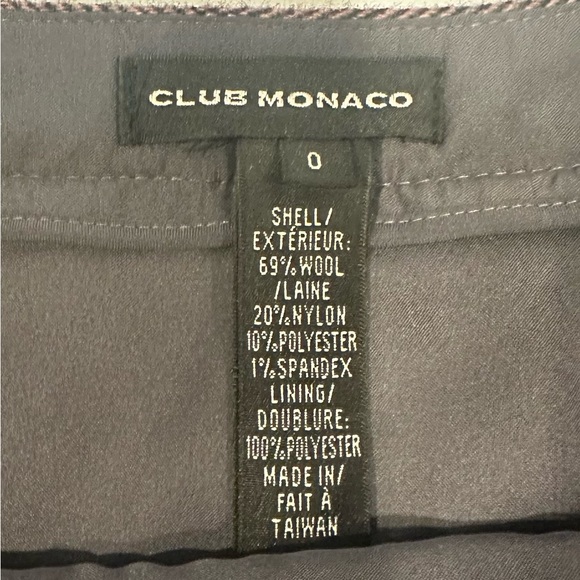 CLUB MONACO
0
SHELL/
EXTÉRIEUR:
69% WOOL
/LAINE
20% NYLON
10% POLYESTER
1% SPANDEX
LINING/
DOUBLURE:
100% POLYESTER
MADE IN/
FAIT À
TAIWAN